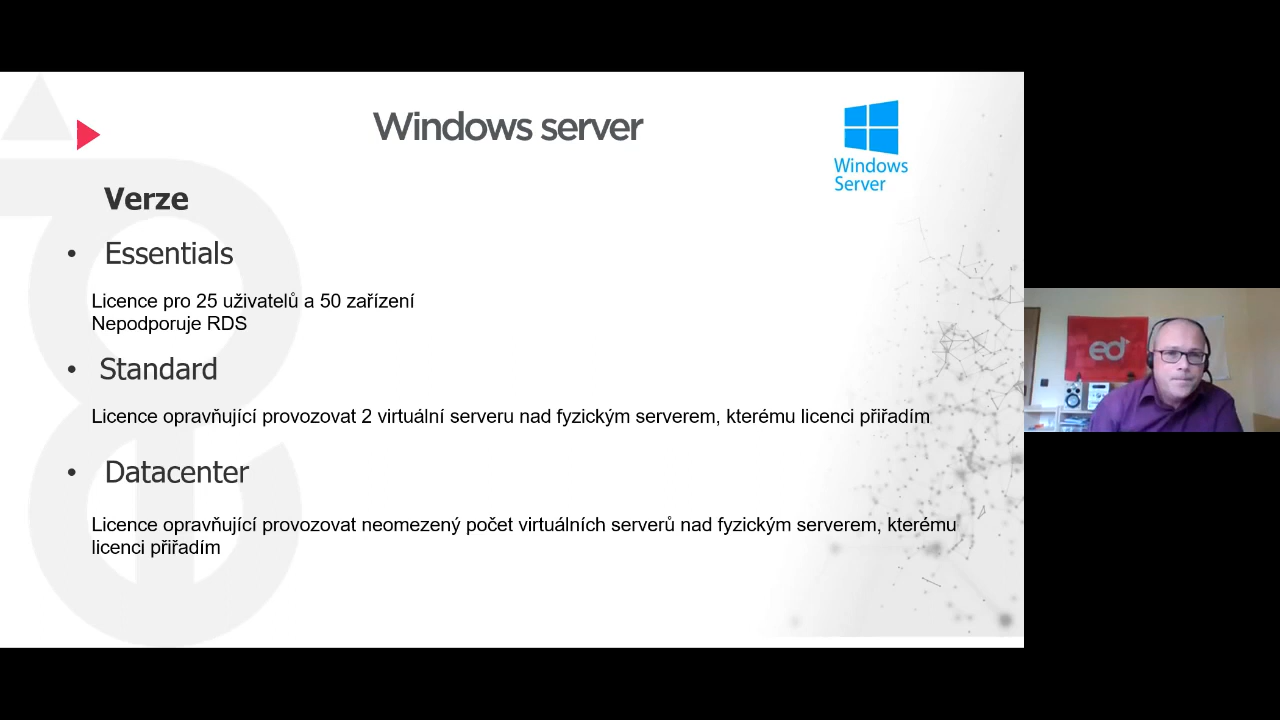 Windows server
Windows
Server
Verze
• Essentials
Licence pro 25 uživatelů a 50 zařízení
Nepodporuje RDS
• Standard
Licence opravňující provozovat 2 virtuální serveru nad fyzickým serverem, kterému licenci přiřadím
• Datacenter
Licence opravňující provozovat neomezený počet virtuálních serverů nad fyzickým serverem, kterému
licenci přiřadím
ed